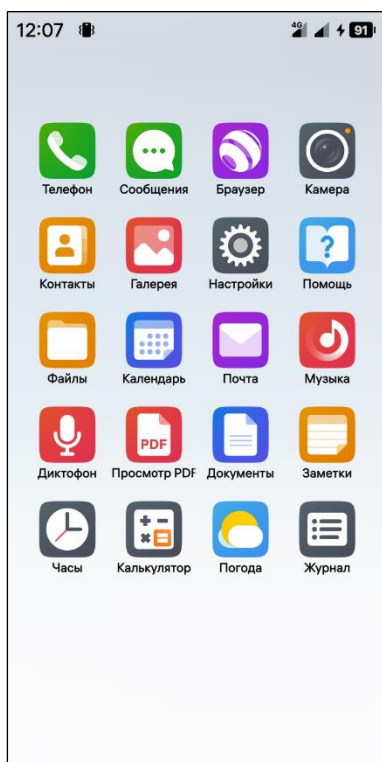 12:07 4G 91
Телефон Сообщения Браузер Камера
?
Контакты Галерея Настройки Помощь
Файлы Календарь Почта Музыка
PDF
Диктофон Просмотр PDF Документы Заметки
Часы Калькулятор Погода Журнал